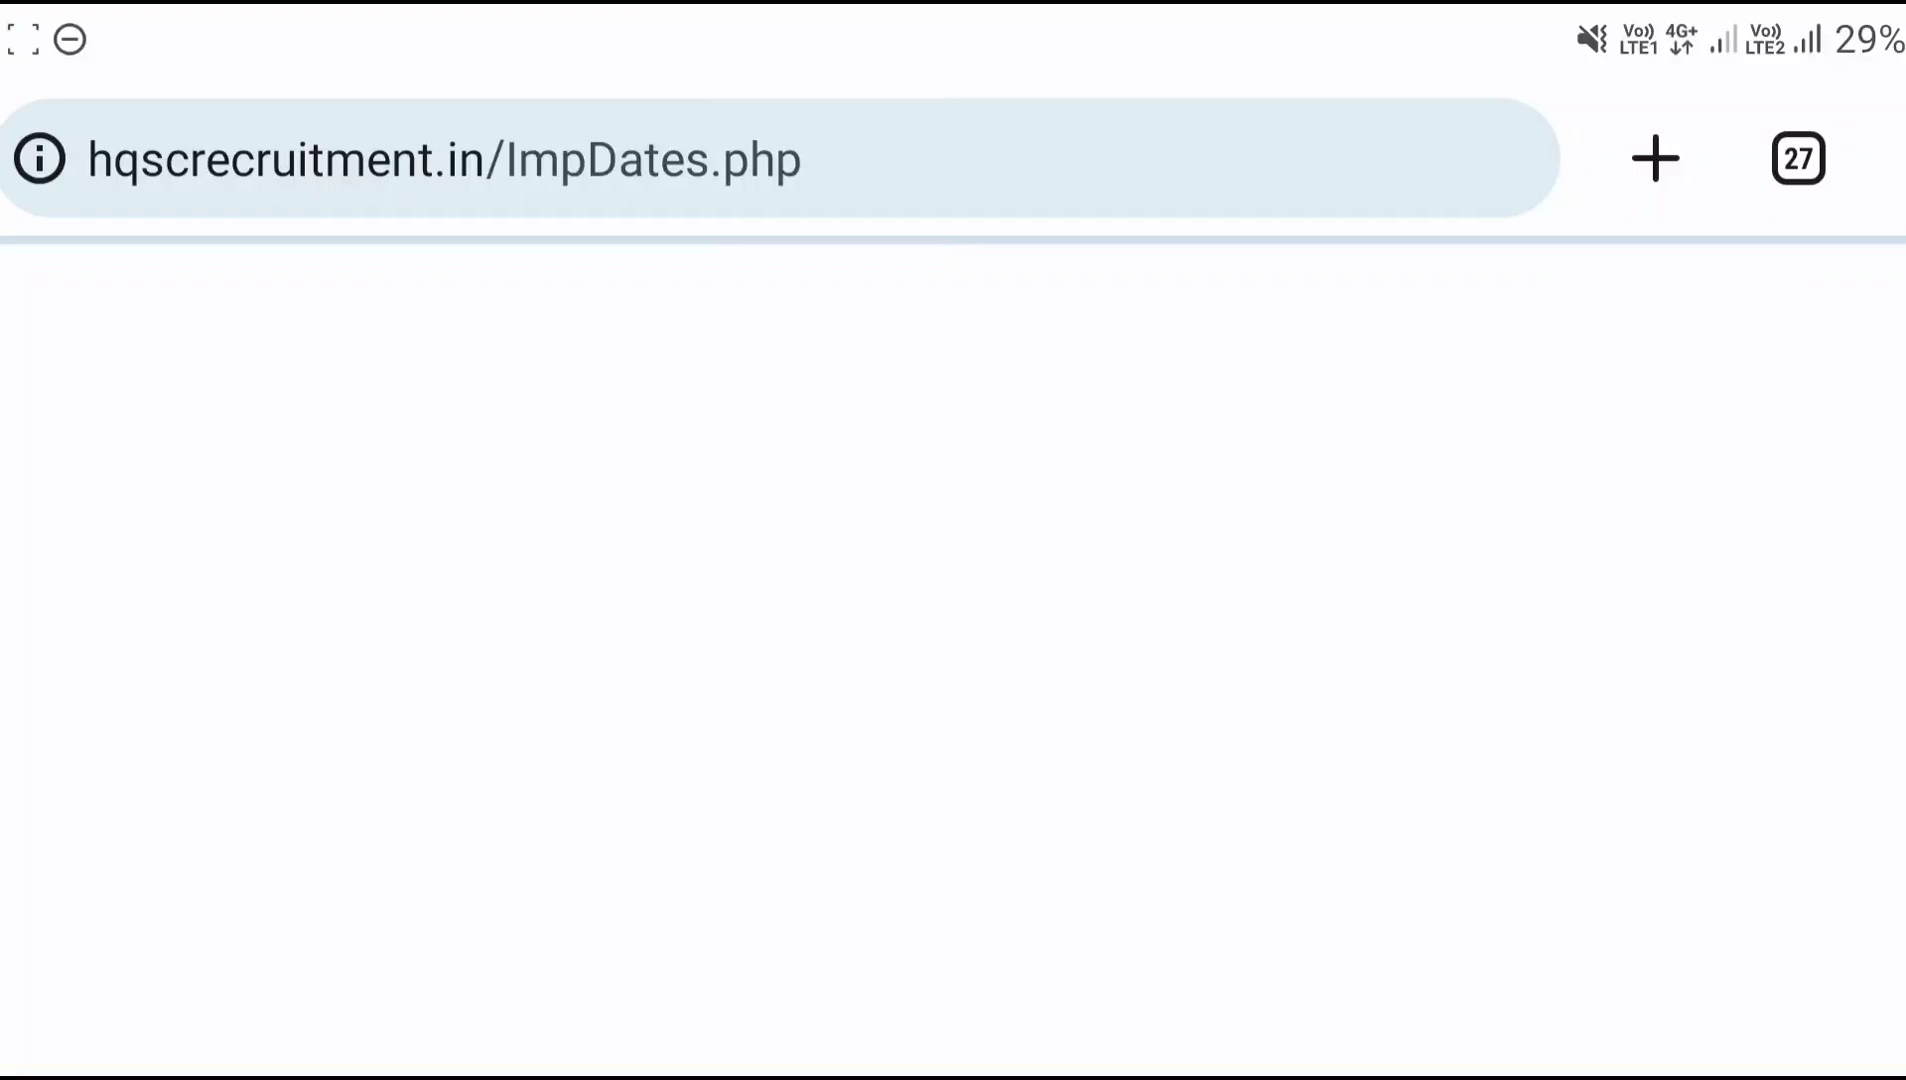 Vo)) 4G+ Vo)) 29%
LTE1 LTE2
hqscrecruitment.in/ImpDates.php
27